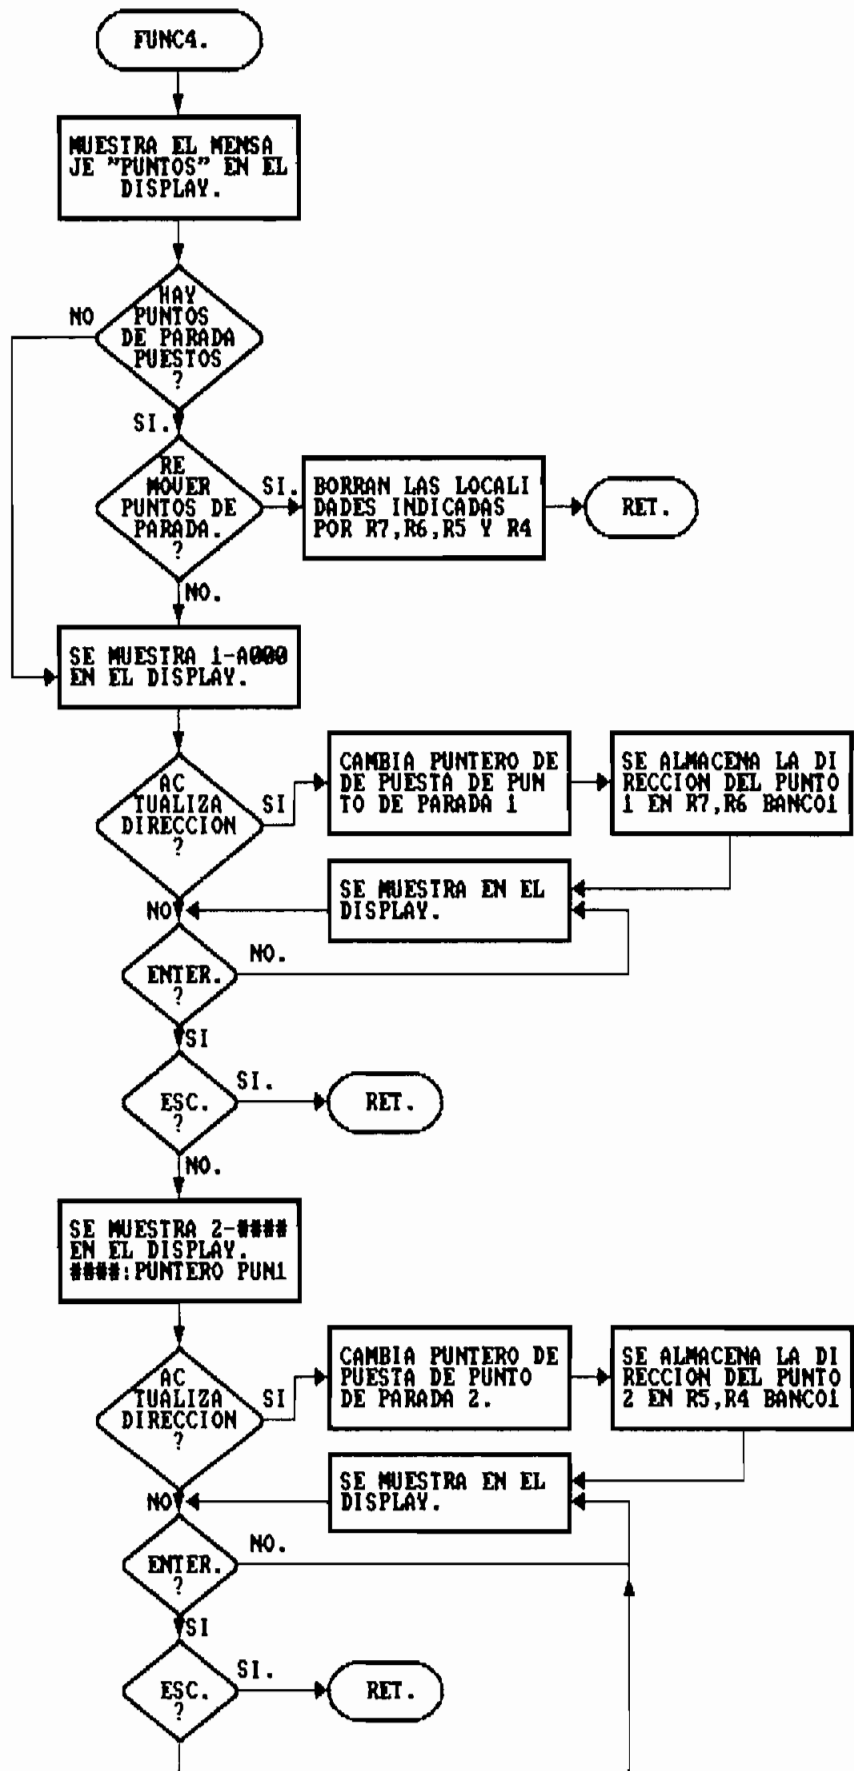 FUNC4.
MUESTRA EL MENSA
JE "PUNTOS" EN EL
DISPLAY.
HAY
PUNTOS
DE PARADA
PUESTOS
?
NO
SI.
RE
MOVER
PUNTOS DE
PARADA.
?
SI.
BORRAN LAS LOCALI
DADES INDICADAS
POR R7,R6,R5 Y R4
RET.
NO.
SE MUESTRA 1-A000
EN EL DISPLAY.
AC
TUALIZA
DIRECCION
?
SI
CAMBIA PUNTERO DE
DE PUESTA DE PUN
TO DE PARADA 1
SE ALMACENA LA DI
RECCION DEL PUNTO
1 EN R7,R6 BANCO1
SE MUESTRA EN EL
DISPLAY.
NO
ENTER.
?
NO.
SI
ESC.
?
SI.
RET.
NO.
SE MUESTRA 2-####
EN EL DISPLAY.
####:PUNTERO PUN1
AC
TUALIZA
DIRECCION
?
SI
CAMBIA PUNTERO DE
PUESTA DE PUNTO
DE PARADA 2.
SE ALMACENA LA DI
RECCION DEL PUNTO
2 EN R5,R4 BANCO1
SE MUESTRA EN EL
DISPLAY.
NO
ENTER.
?
NO.
SI
ESC.
?
SI.
RET.